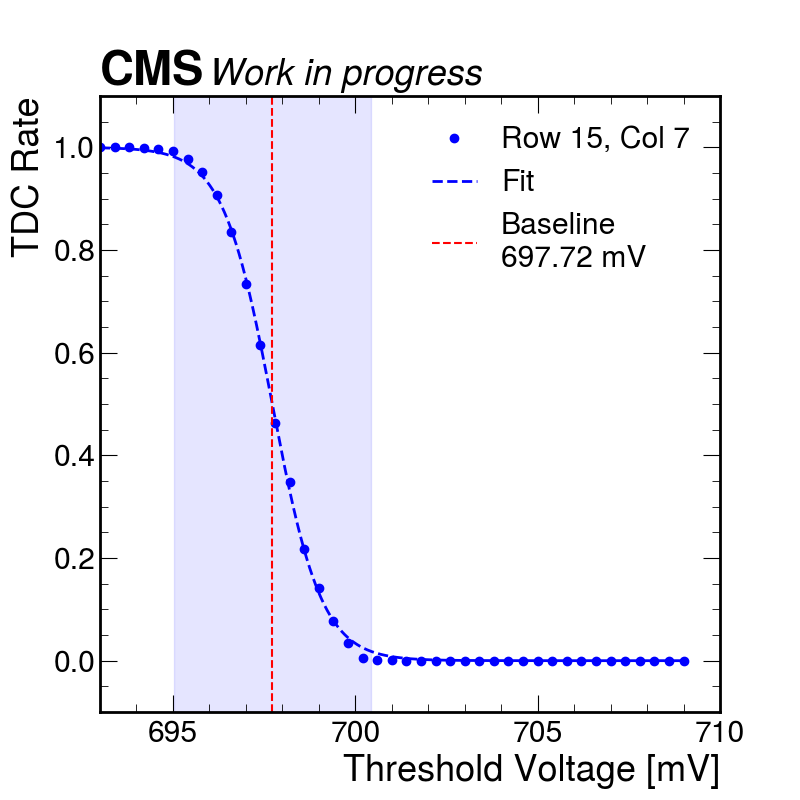 CMS Work in progress
TDC Rate
1.0
0.8
0.6
0.4
0.2
0.0
Row 15, Col 7
Fit
Baseline
697.72 mV
695
700
705
710
Threshold Voltage [mV]